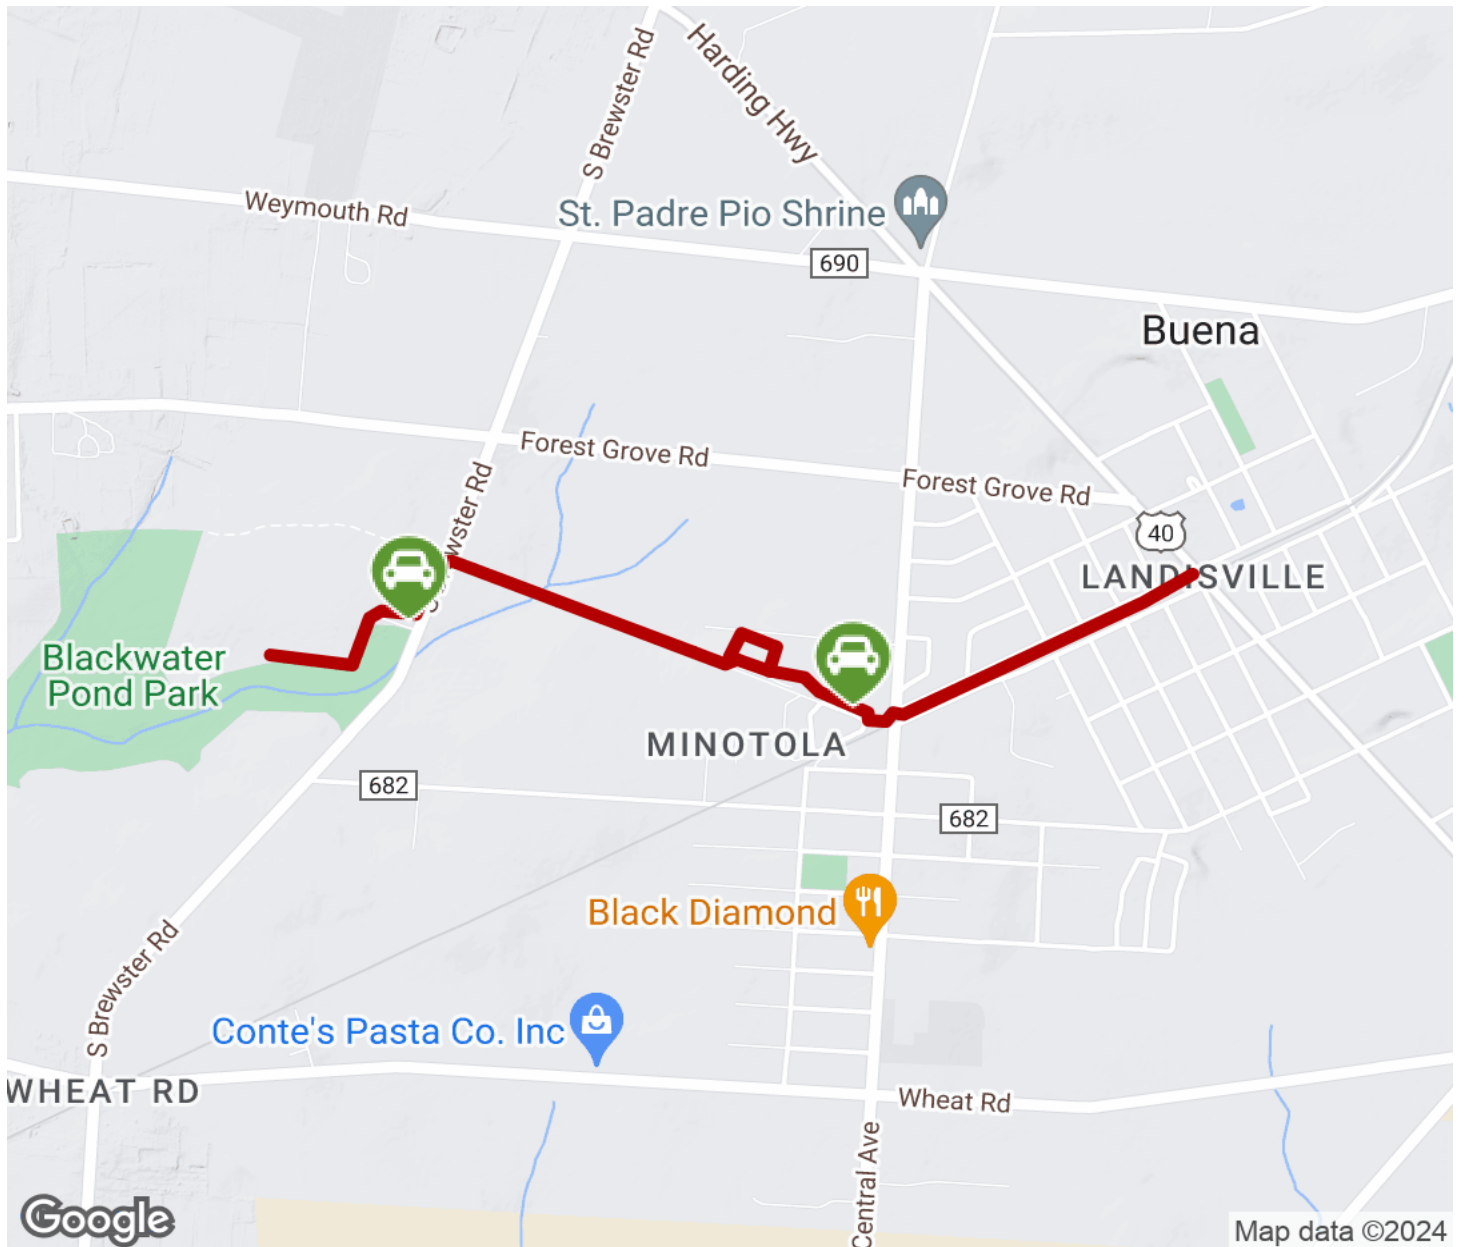 Harding Hwy
S Brewster Rd
Weymouth Rd
St. Padre Pio Shrine
690
Buena
Forest Grove Rd
Forest Grove Rd
40
LANDISVILLE
Blackwater
Pond Park
MINOTOLA
682
682
Black Diamond
S Brewster Rd
Conte's Pasta Co. Inc
WHEAT RD
Wheat Rd
Central Ave
Google
Map data ©2024